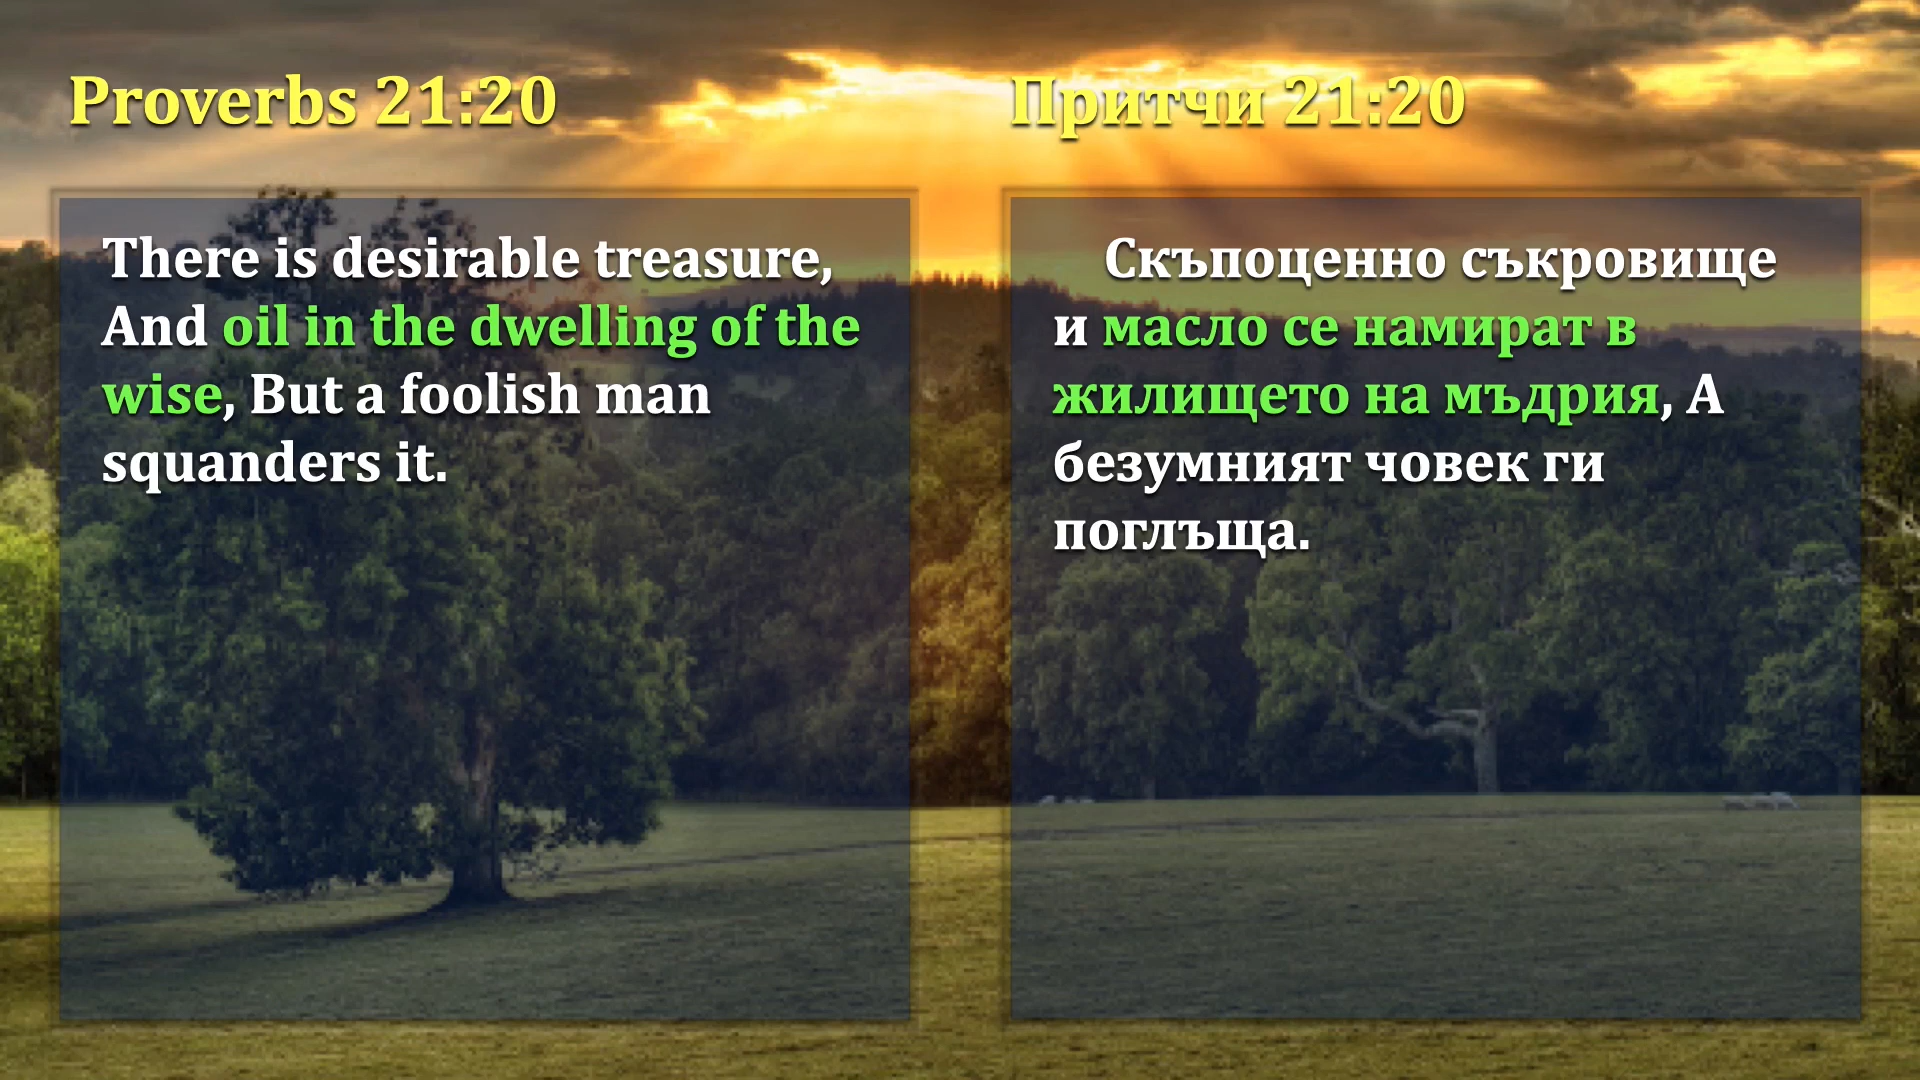 Proverbs 21:20
There is desirable treasure,
And oil in the dwelling of the
wise, But a foolish man
squanders it.
Притчи 21:20
Скъпоценно съкровище
и масло се намират в
жилището на мъдрия, А
безумният човек ги
поглъща.